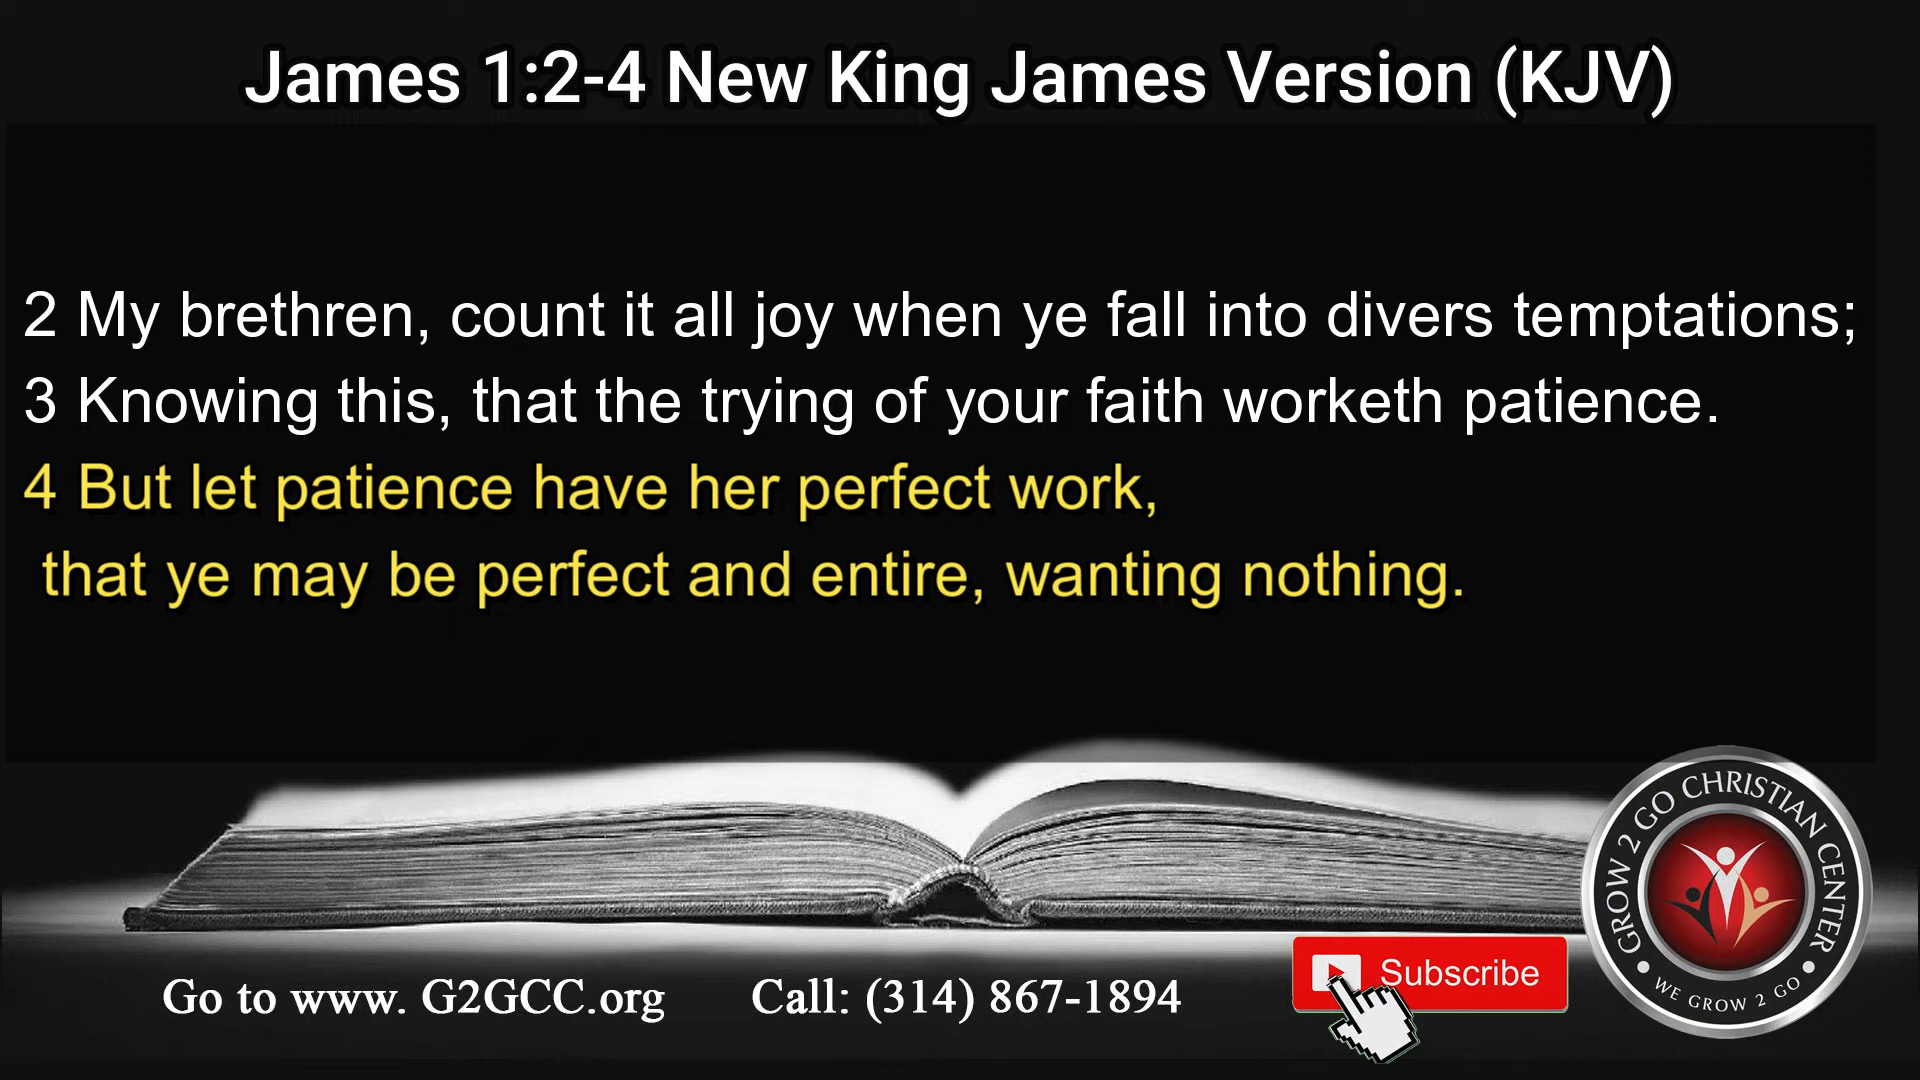 James 1:2-4 New King James Version (KJV)
2 My brethren, count it all joy when ye fall into divers temptations;
3 Knowing this, that the trying of your faith worketh patience.
4 But let patience have her perfect work,
that ye may be perfect and entire, wanting nothing.
Go to www. G2GCC.org Call: (314) 867-1894
Subscribe
GROW 2 GO CHRISTIAN CENTER
WE GROW 2 GO